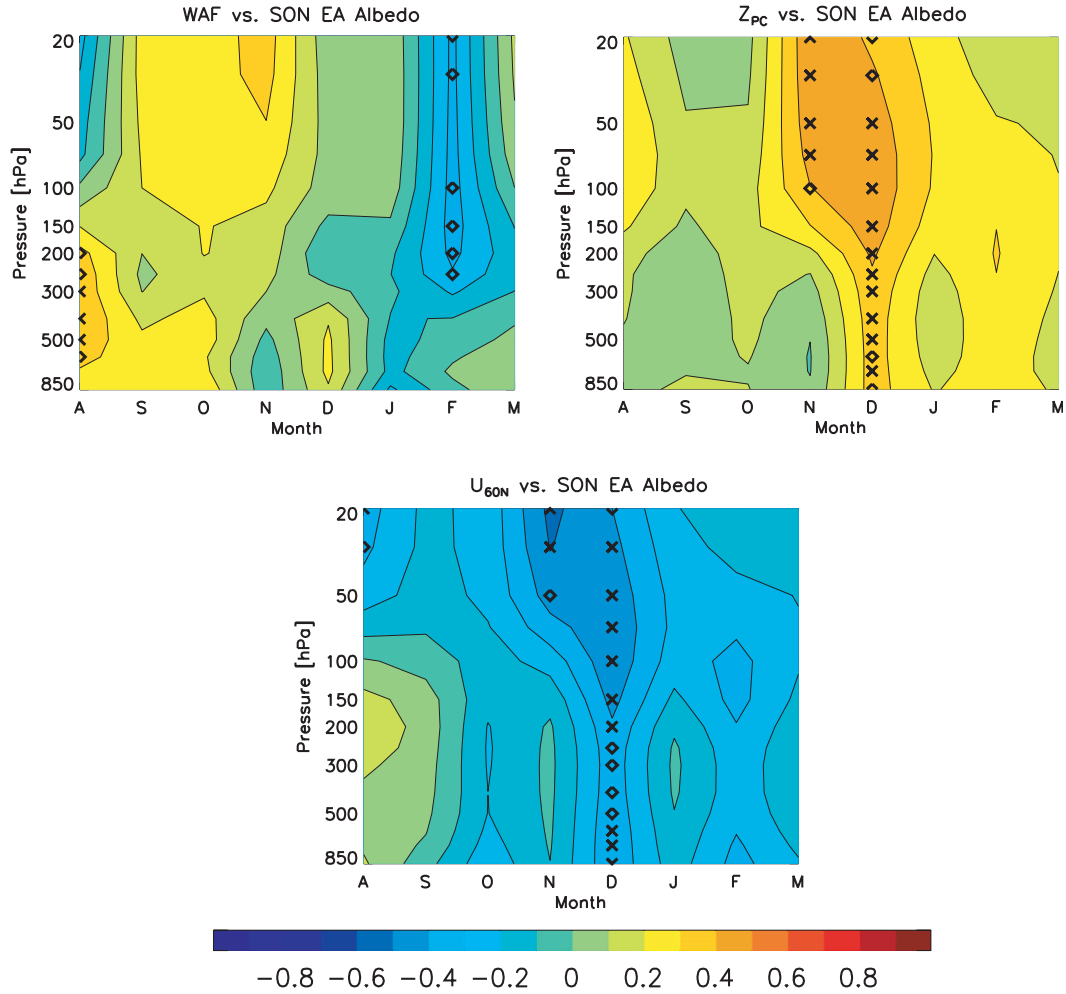 WAF vs. SON EA Albedo
20
50
100
150
200
300
500
850
Pressure [hPa]
A S O N D J F M
Month
Z_PC vs. SON EA Albedo
20
50
100
150
200
300
500
850
Pressure [hPa]
A S O N D J F M
Month
U_60N vs. SON EA Albedo
20
50
100
150
200
300
500
850
Pressure [hPa]
A S O N D J F M
Month
-0.8 -0.6 -0.4 -0.2 0 0.2 0.4 0.6 0.8